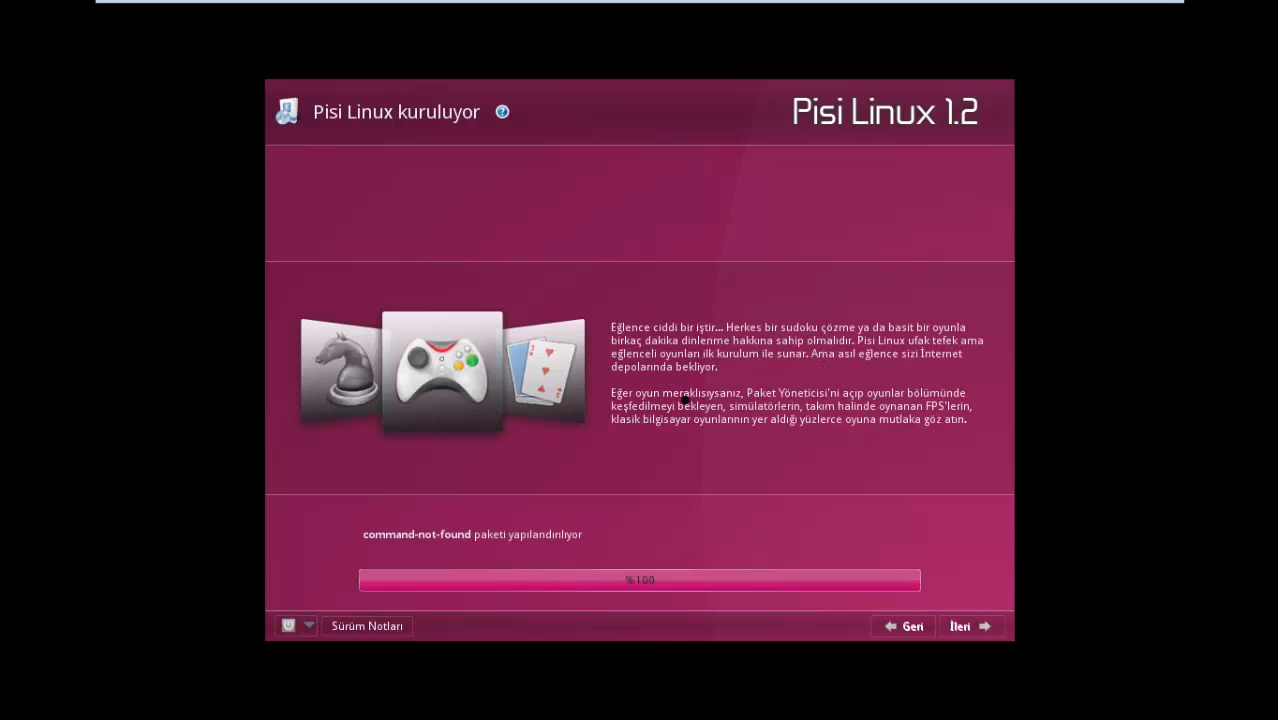 Pisi Linux kuruluyor
Pisi Linux 1.2
Eğlence ciddi bir iştir... Herkes bir sudoku çözme ya da basit bir oyunla
birkaç dakika dinlenme hakkına sahip olmalıdır. Pisi Linux ufak tefek ama
eğlenceli oyunları ilk kurulum ile sunar. Ama asıl eğlence sizi İnternet
depolarında bekliyor.
Eğer oyun meraklısıysanız, Paket Yöneticisi'ni açıp oyunlar bölümünde
keşfedilmeyi bekleyen, simülatörlerin, takım halinde oynanan FPS'lerin,
klasik bilgisayar oyunlarının yer aldığı yüzlerce oyuna mutlaka göz atın.
command-not-found paketi yapılandırılıyor
%100
Sürüm Notları
Geri
İleri